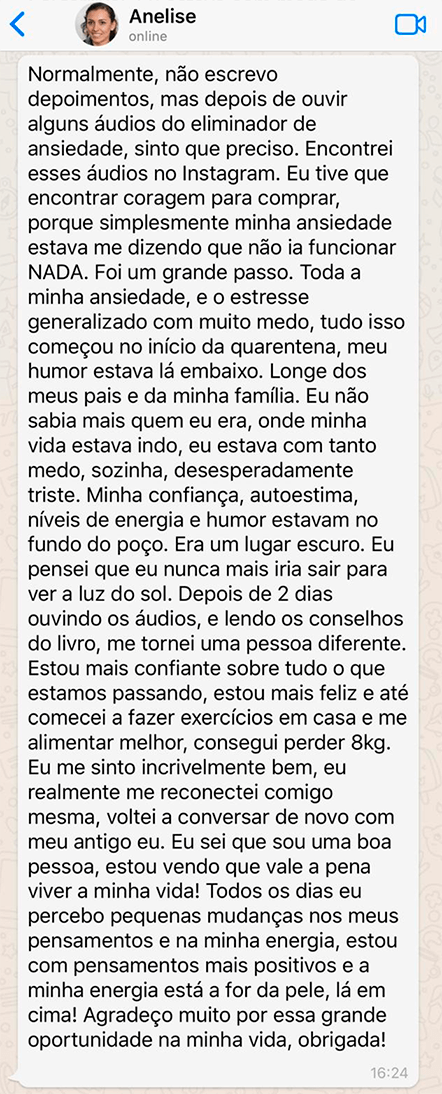 Anelise
online
Normalmente, não escrevo
depoimentos, mas depois de ouvir
alguns áudios do eliminador de
ansiedade, sinto que preciso. Encontrei
esses áudios no Instagram. Eu tive que
encontrar coragem para comprar,
porque simplesmente minha ansiedade
estava me dizendo que não ia funcionar
NADA. Foi um grande passo. Toda a
minha ansiedade, e o estresse
generalizado com muito medo, tudo isso
começou no início da quarentena, meu
humor estava lá embaixo. Longe dos
meus pais e da minha família. Eu não
sabia mais quem eu era, onde minha
vida estava indo, eu estava com tanto
medo, sozinha, desesperadamente
triste. Minha confiança, autoestima,
níveis de energia e humor estavam no
fundo do poço. Era um lugar escuro. Eu
pensei que eu nunca mais iria sair para
ver a luz do sol. Depois de 2 dias
ouvindo os áudios, e lendo os conselhos
do livro, me tornei uma pessoa diferente.
Estou mais confiante sobre tudo o que
estamos passando, estou mais feliz e até
comecei a fazer exercícios em casa e me
alimentar melhor, consegui perder 8kg.
Eu me sinto incrivelmente bem, eu
realmente me reconectei comigo
mesma, voltei a conversar de novo com
meu antigo eu. Eu sei que sou uma boa
pessoa, estou vendo que vale a pena
viver a minha vida! Todos os dias eu
percebo pequenas mudanças nos meus
pensamentos e na minha energia, estou
com pensamentos mais positivos e a
minha energia está a for da pele, lá em
cima! Agradeço muito por essa grande
oportunidade na minha vida, obrigada!
16:24